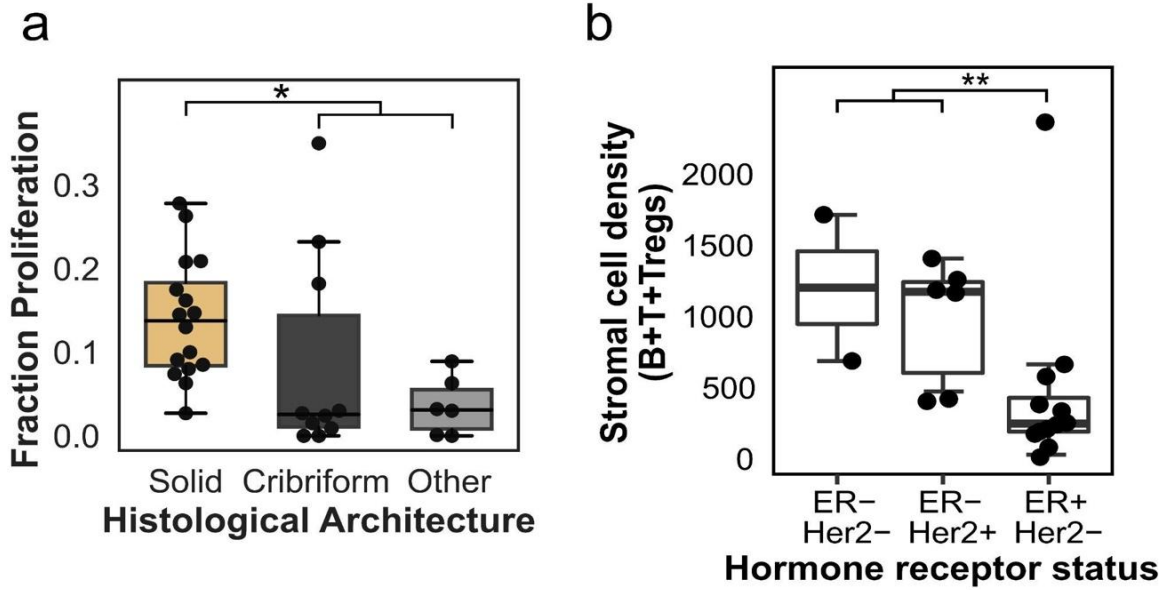 a
*
Fraction Proliferation
0.3
0.2
0.1
0.0
Solid Cribriform Other
Histological Architecture
b
**
Stromal cell density
(B+T+Tregs)
2000
1500
1000
500
0
ER− ER− ER+
Her2− Her2+ Her2−
Hormone receptor status